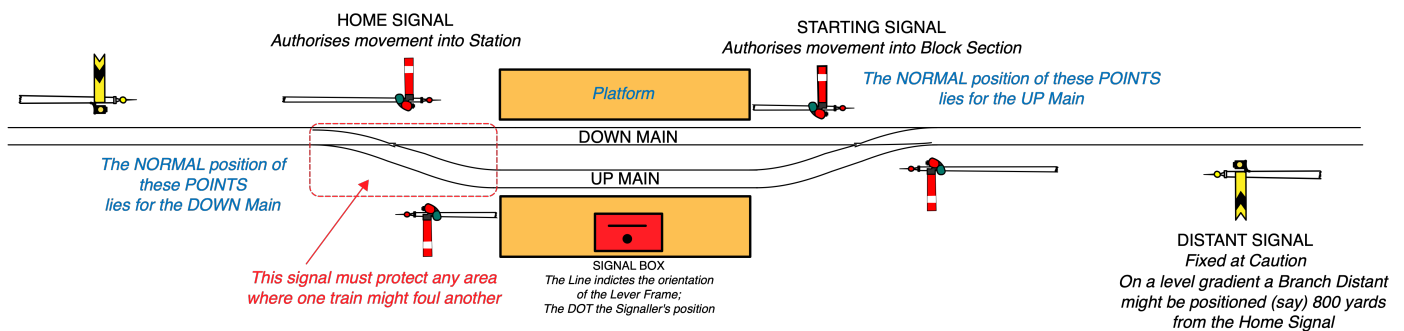 HOME SIGNAL
Authorises movement into Station
STARTING SIGNAL
Authorises movement into Block Section
The NORMAL position of these POINTS
lies for the UP Main
Platform
DOWN MAIN
The NORMAL position of
these POINTS
lies for the DOWN Main
UP MAIN
This signal must protect any area
where one train might foul another
SIGNAL BOX
The Line indictes the orientation
of the Lever Frame;
The DOT the Signaller's position
DISTANT SIGNAL
Fixed at Caution
On a level gradient a Branch Distant
might be positioned (say) 800 yards
from the Home Signal